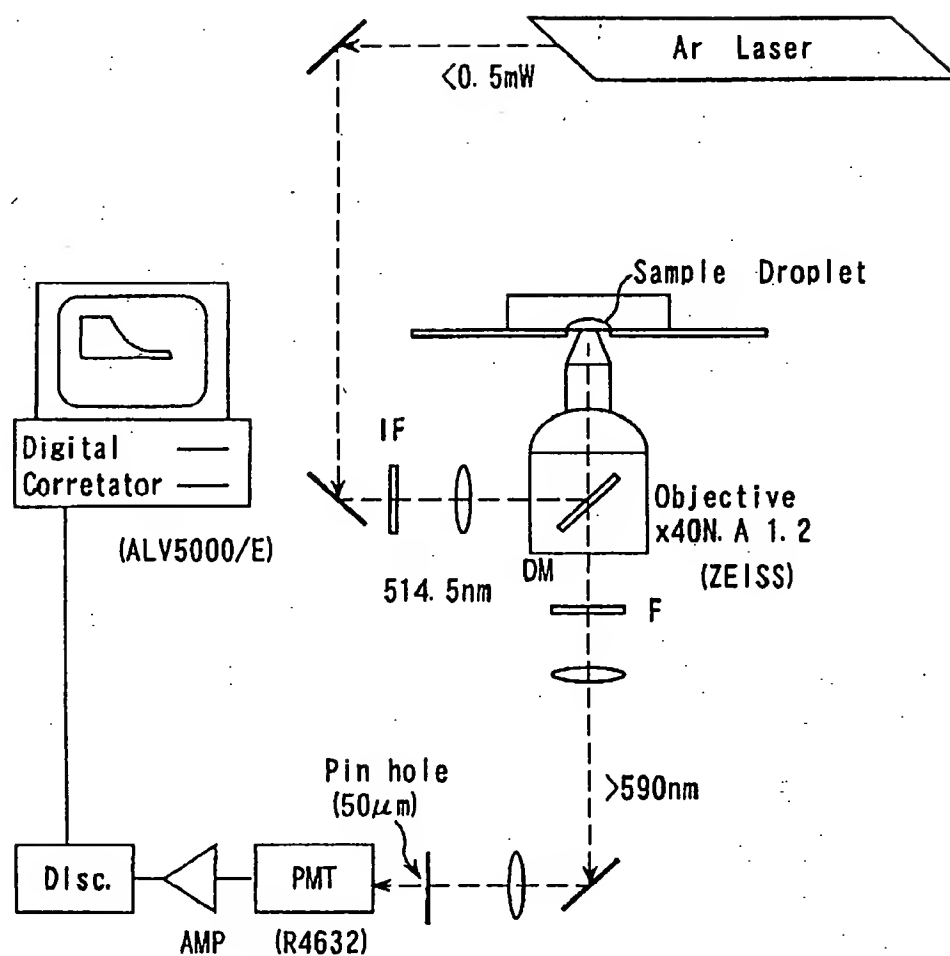 Ar Laser
<0.5mW
Sample Droplet
IF
Digital
Corretator
(ALV5000/E)
514.5nm
DM
Objective
x40N.A 1.2
(ZEISS)
F
>590nm
Pin hole
(50μm)
Disc.
AMP
PMT
(R4632)